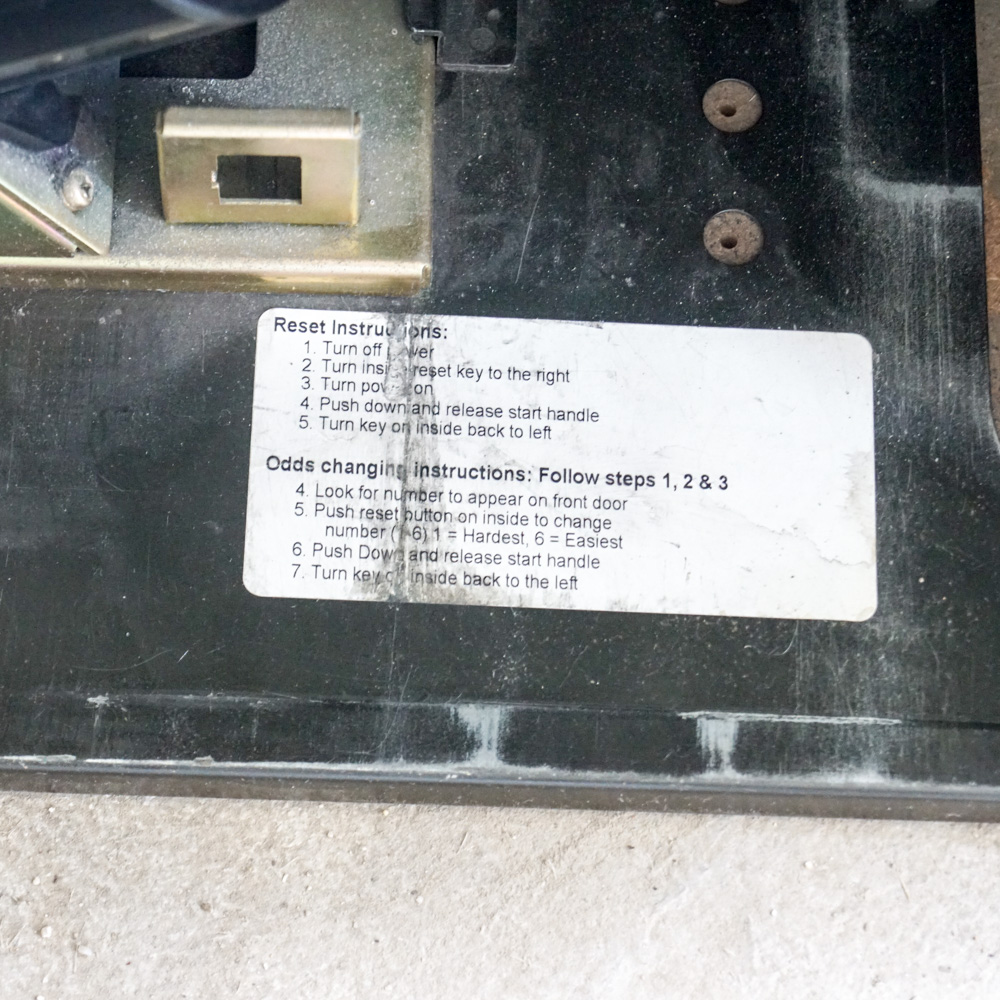 Reset Instructions:
1. Turn off power
2. Turn inside reset key to the right
3. Turn power on
4. Push down and release start handle
5. Turn key on inside back to left
Odds changing instructions: Follow steps 1, 2 & 3
4. Look for number to appear on front door
5. Push reset button on inside to change
number (1-6) 1 = Hardest, 6 = Easiest
6. Push Down and release start handle
7. Turn key on inside back to the left